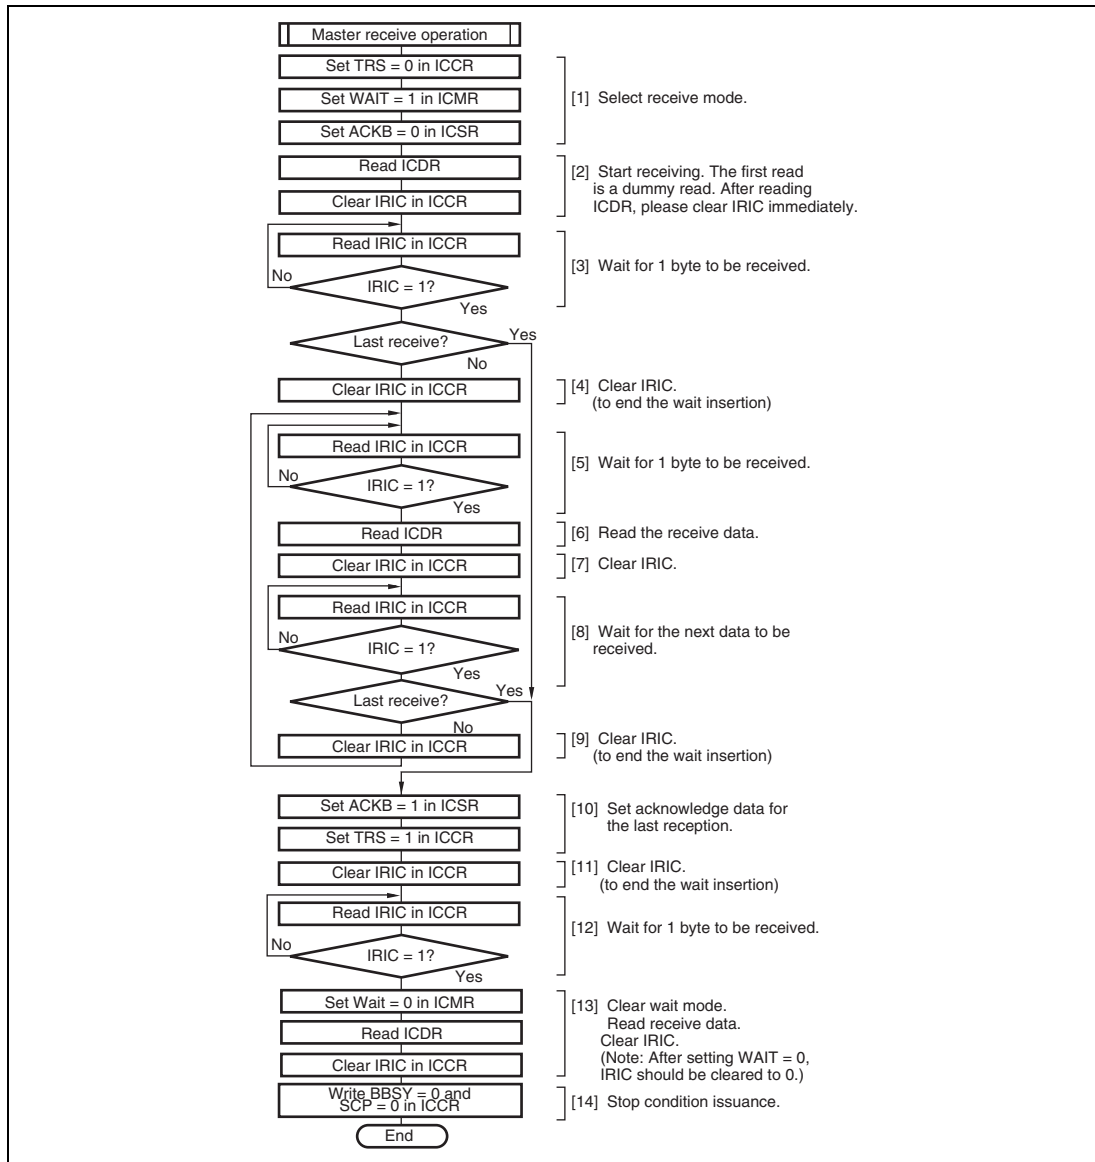 Master receive operation
Set TRS = 0 in ICCR
Set WAIT = 1 in ICMR
[1] Select receive mode.
Set ACKB = 0 in ICSR
Read ICDR
[2] Start receiving. The first read
is a dummy read. After reading
ICDR, please clear IRIC immediately.
Clear IRIC in ICCR
Read IRIC in ICCR
[3] Wait for 1 byte to be received.
No
IRIC = 1?
Yes
Last receive?
Yes
No
Clear IRIC in ICCR
[4] Clear IRIC.
(to end the wait insertion)
Read IRIC in ICCR
[5] Wait for 1 byte to be received.
No
IRIC = 1?
Yes
Read ICDR
[6] Read the receive data.
Clear IRIC in ICCR
[7] Clear IRIC.
Read IRIC in ICCR
[8] Wait for the next data to be
received.
No
IRIC = 1?
Yes
Last receive?
Yes
No
Clear IRIC in ICCR
[9] Clear IRIC.
(to end the wait insertion)
Set ACKB = 1 in ICSR
[10] Set acknowledge data for
the last reception.
Set TRS = 1 in ICCR
Clear IRIC in ICCR
[11] Clear IRIC.
(to end the wait insertion)
Read IRIC in ICCR
[12] Wait for 1 byte to be received.
No
IRIC = 1?
Yes
Set Wait = 0 in ICMR
[13] Clear wait mode.
Read receive data.
Clear IRIC.
(Note: After setting WAIT = 0,
IRIC should be cleared to 0.)
Read ICDR
Clear IRIC in ICCR
Write BBSY = 0 and
SCP = 0 in ICCR
[14] Stop condition issuance.
End